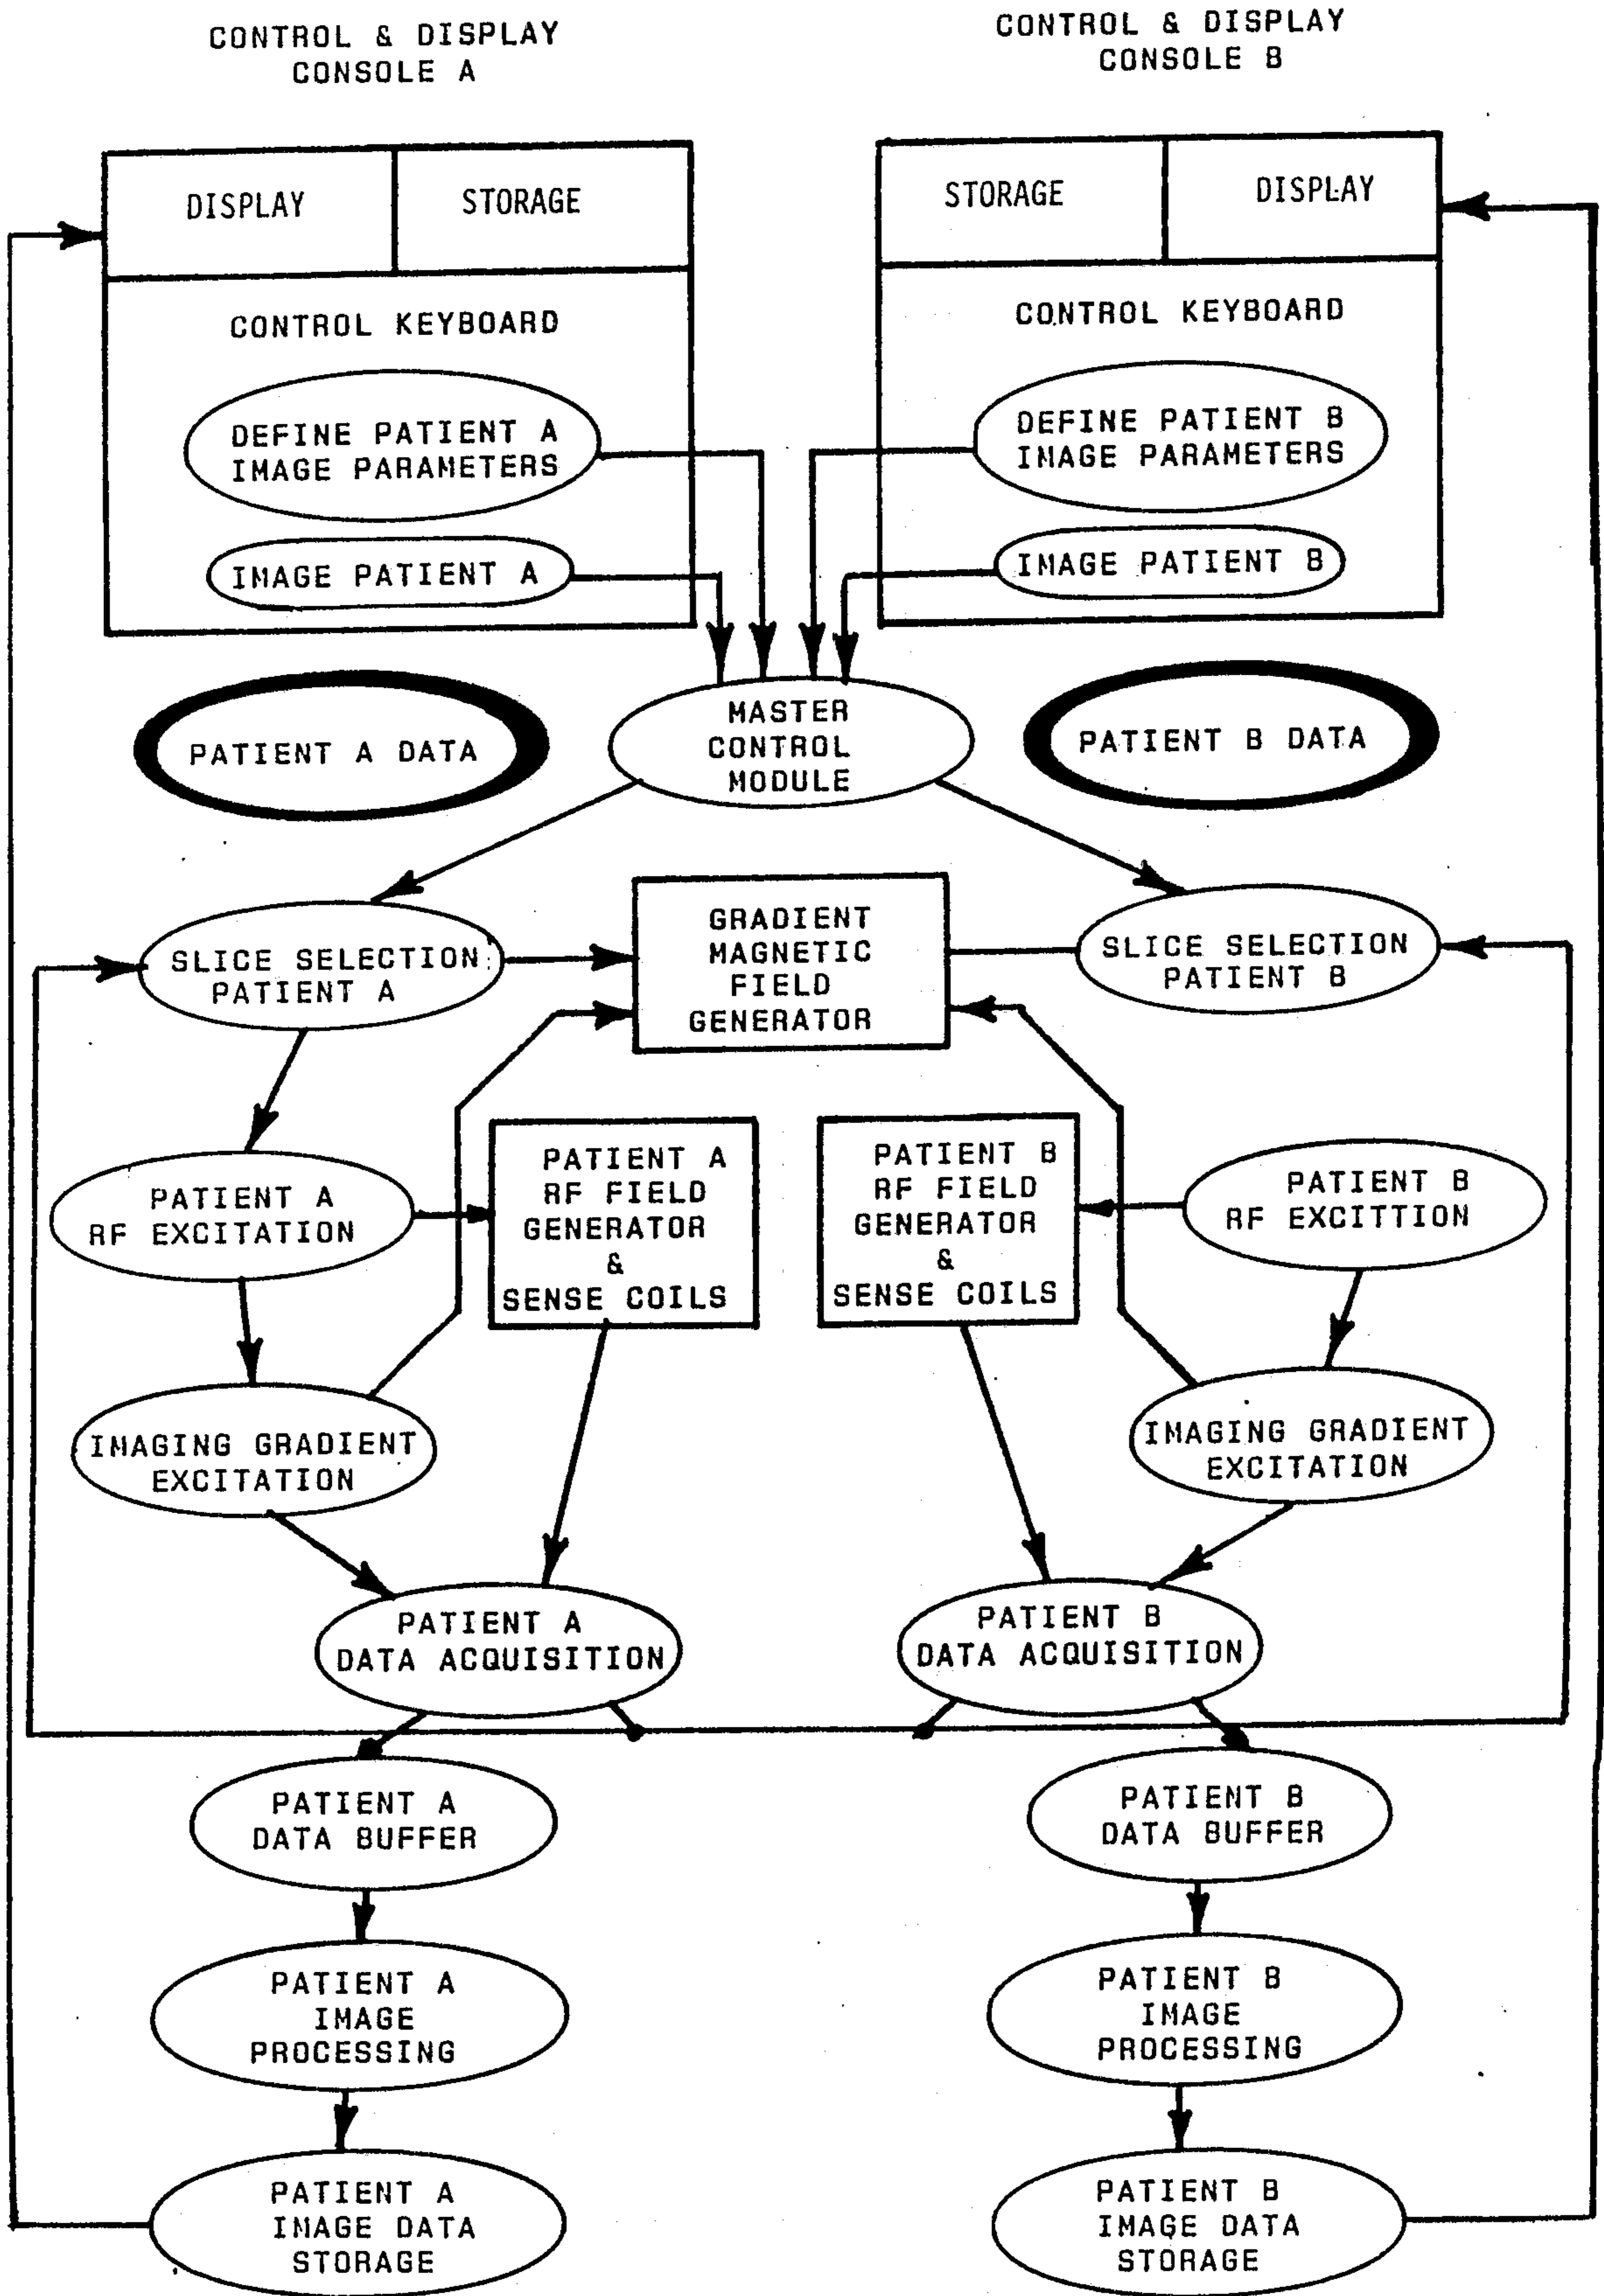 CONTROL & DISPLAY
CONSOLE A
CONTROL & DISPLAY
CONSOLE B
DISPLAY
STORAGE
STORAGE
DISPLAY
CONTROL KEYBOARD
CONTROL KEYBOARD
DEFINE PATIENT A
IMAGE PARAMETERS
DEFINE PATIENT B
IMAGE PARAMETERS
IMAGE PATIENT A
IMAGE PATIENT B
PATIENT A DATA
MASTER
CONTROL
MODULE
PATIENT B DATA
SLICE SELECTION
PATIENT A
GRADIENT
MAGNETIC
FIELD
GENERATOR
SLICE SELECTION
PATIENT B
PATIENT A
RF EXCITATION
PATIENT A
RF FIELD
GENERATOR
&
SENSE COILS
PATIENT B
RF FIELD
GENERATOR
&
SENSE COILS
PATIENT B
RF EXCITTION
IMAGING GRADIENT
EXCITATION
IMAGING GRADIENT
EXCITATION
PATIENT A
DATA ACQUISITION
PATIENT B
DATA ACQUISITION
PATIENT A
DATA BUFFER
PATIENT B
DATA BUFFER
PATIENT A
IMAGE
PROCESSING
PATIENT B
IMAGE
PROCESSING
PATIENT A
IMAGE DATA
STORAGE
PATIENT B
IMAGE DATA
STORAGE